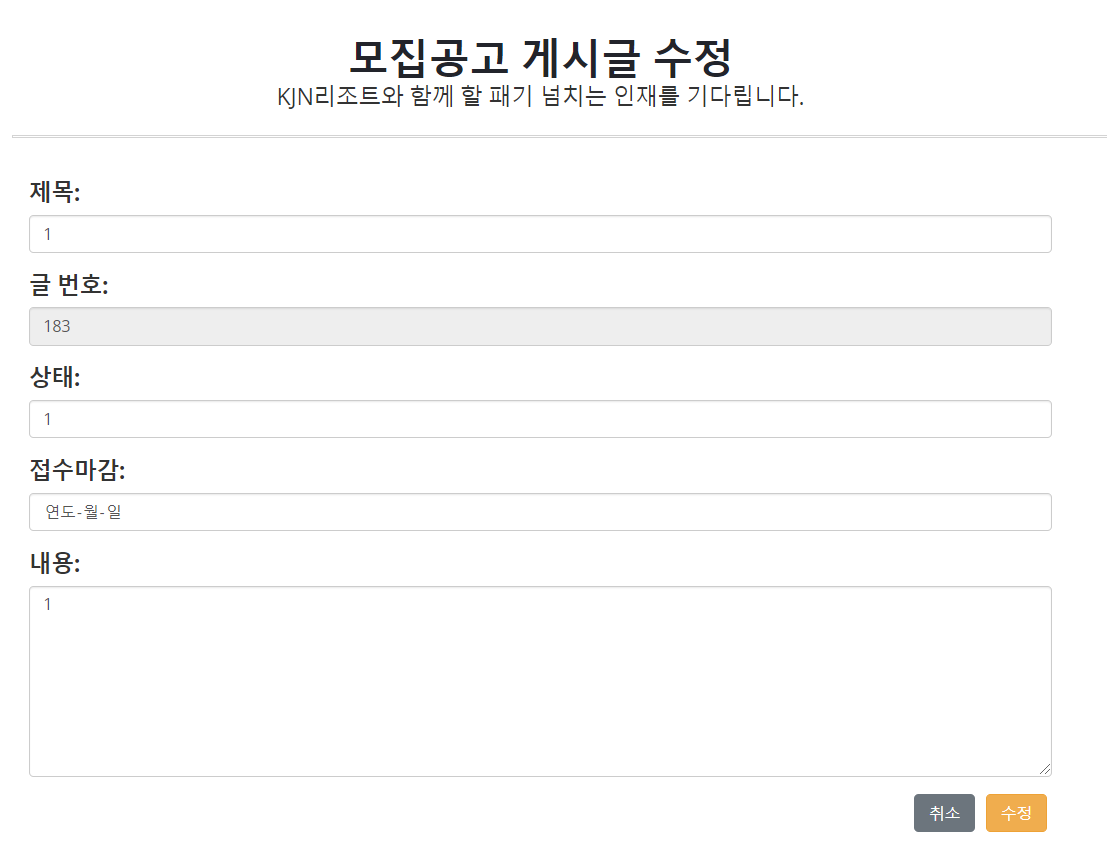 모집공고 게시글 수정
KJN리조트와 함께 할 패기 넘치는 인재를 기다립니다.
제목:
1
글 번호:
183
상태:
1
접수마감:
연도-월-일
내용:
1
취소 수정